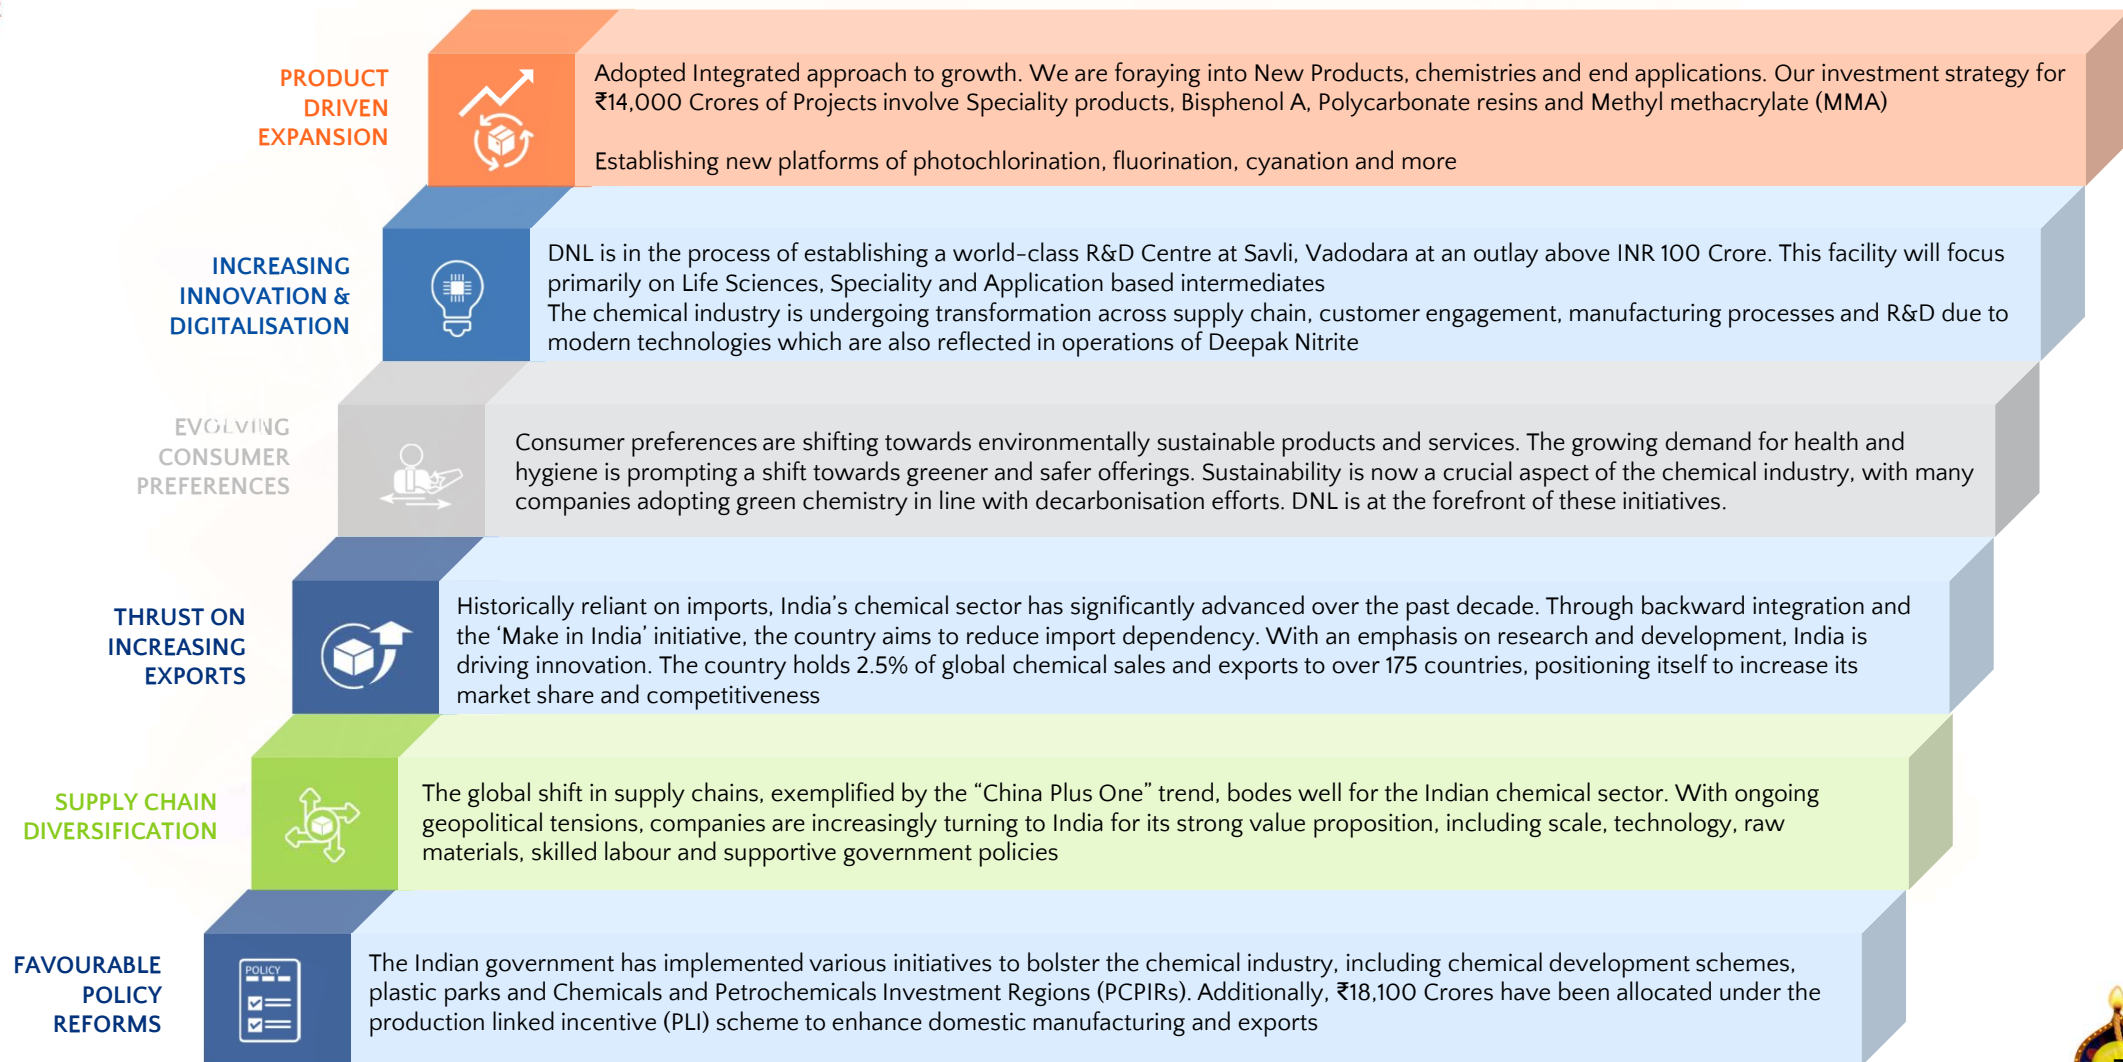 PRODUCT
DRIVEN
EXPANSION
Adopted Integrated approach to growth. We are foraying into New Products, chemistries and end applications. Our investment strategy for
₹14,000 Crores of Projects involve Speciality products, Bisphenol A, Polycarbonate resins and Methyl methacrylate (MMA)
Establishing new platforms of photochlorination, fluorination, cyanation and more
INCREASING
INNOVATION &
DIGITALISATION
DNL is in the process of establishing a world-class R&D Centre at Savli, Vadodara at an outlay above INR 100 Crore. This facility will focus
primarily on Life Sciences, Speciality and Application based intermediates
The chemical industry is undergoing transformation across supply chain, customer engagement, manufacturing processes and R&D due to
modern technologies which are also reflected in operations of Deepak Nitrite
EVOLVING
CONSUMER
PREFERENCES
Consumer preferences are shifting towards environmentally sustainable products and services. The growing demand for health and
hygiene is prompting a shift towards greener and safer offerings. Sustainability is now a crucial aspect of the chemical industry, with many
companies adopting green chemistry in line with decarbonisation efforts. DNL is at the forefront of these initiatives.
THRUST ON
INCREASING
EXPORTS
Historically reliant on imports, India’s chemical sector has significantly advanced over the past decade. Through backward integration and
the ‘Make in India’ initiative, the country aims to reduce import dependency. With an emphasis on research and development, India is
driving innovation. The country holds 2.5% of global chemical sales and exports to over 175 countries, positioning itself to increase its
market share and competitiveness
SUPPLY CHAIN
DIVERSIFICATION
The global shift in supply chains, exemplified by the “China Plus One” trend, bodes well for the Indian chemical sector. With ongoing
geopolitical tensions, companies are increasingly turning to India for its strong value proposition, including scale, technology, raw
materials, skilled labour and supportive government policies
FAVOURABLE
POLICY
REFORMS
POLICY
The Indian government has implemented various initiatives to bolster the chemical industry, including chemical development schemes,
plastic parks and Chemicals and Petrochemicals Investment Regions (PCPIRs). Additionally, ₹18,100 Crores have been allocated under the
production linked incentive (PLI) scheme to enhance domestic manufacturing and exports